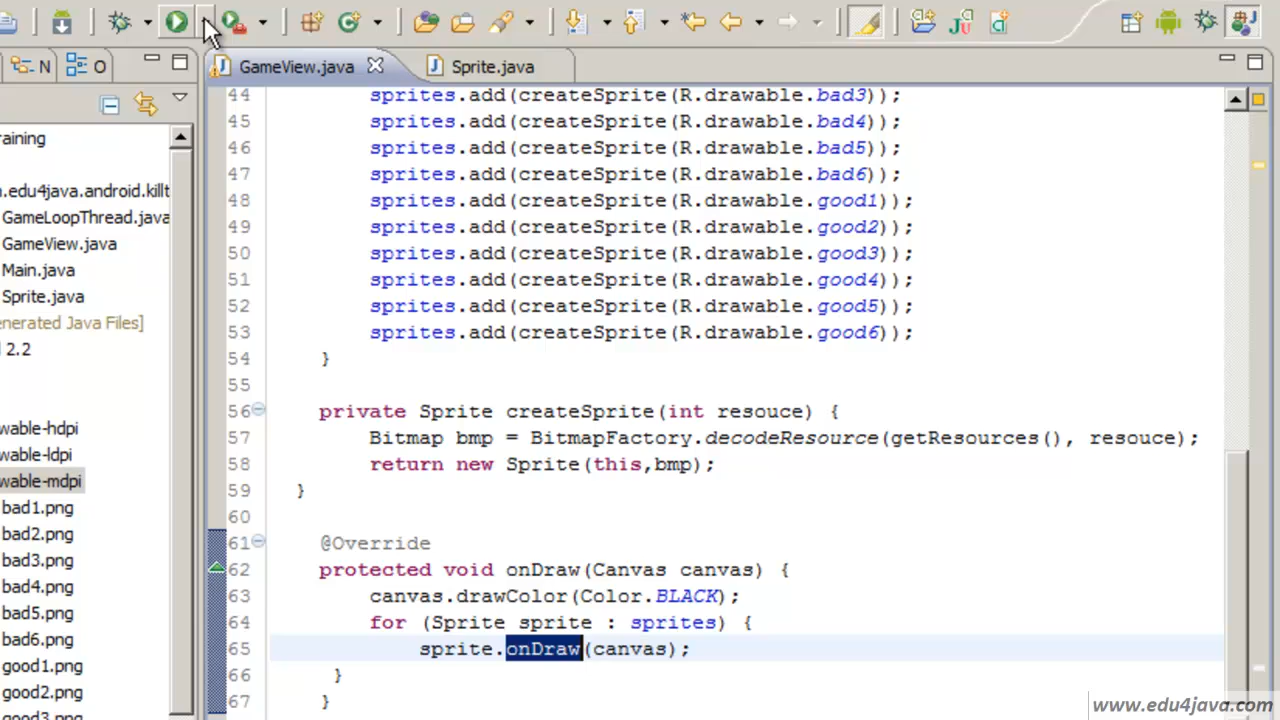 N
O
GameView.java
Sprite.java
raining
n.edu4java.android.killt
GameLoopThread.java
GameView.java
Main.java
Sprite.java
enerated Java Files]
d 2.2
wable-hdpi
wable-ldpi
wable-mdpi
bad1.png
bad2.png
bad3.png
bad4.png
bad5.png
bad6.png
good1.png
good2.png
good3.png
44 sprites.add(createSprite(R.drawable.bad3));
45 sprites.add(createSprite(R.drawable.bad4));
46 sprites.add(createSprite(R.drawable.bad5));
47 sprites.add(createSprite(R.drawable.bad6));
48 sprites.add(createSprite(R.drawable.good1));
49 sprites.add(createSprite(R.drawable.good2));
50 sprites.add(createSprite(R.drawable.good3));
51 sprites.add(createSprite(R.drawable.good4));
52 sprites.add(createSprite(R.drawable.good5));
53 sprites.add(createSprite(R.drawable.good6));
54 }
55
56 private Sprite createSprite(int resouce) {
57 Bitmap bmp = BitmapFactory.decodeResource(getResources(), resouce);
58 return new Sprite(this,bmp);
59 }
60
61 @Override
62 protected void onDraw(Canvas canvas) {
63 canvas.drawColor(Color.BLACK);
64 for (Sprite sprite : sprites) {
65 sprite.onDraw(canvas);
66 }
67 }
www.edu4java.com